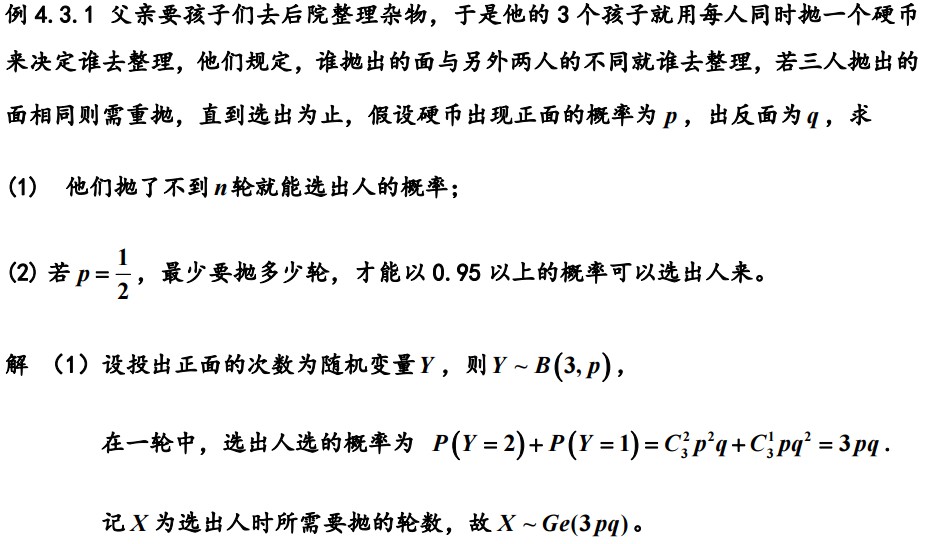 例 4.3.1 父亲要孩子们去后院整理杂物，于是他的 3 个孩子就用每人同时抛一个硬币
来决定谁去整理，他们规定，谁抛出的面与另外两人的不同就谁去整理，若三人抛出的
面相同则需重抛，直到选出为止，假设硬币出现正面的概率为 p ，出反面为 q ，求
(1) 他们抛了不到 n 轮就能选出人的概率；
(2) 若 p = 1/2 ，最少要抛多少轮，才能以 0.95 以上的概率可以选出人来。
解 （1）设投出正面的次数为随机变量 Y ，则 Y ~ B(3, p) ，
在一轮中，选出人选的概率为 P(Y = 2) + P(Y = 1) = C₃²p²q + C₃¹pq² = 3pq .
记 X 为选出人时所需要抛的轮数，故 X ~ Ge(3pq) 。